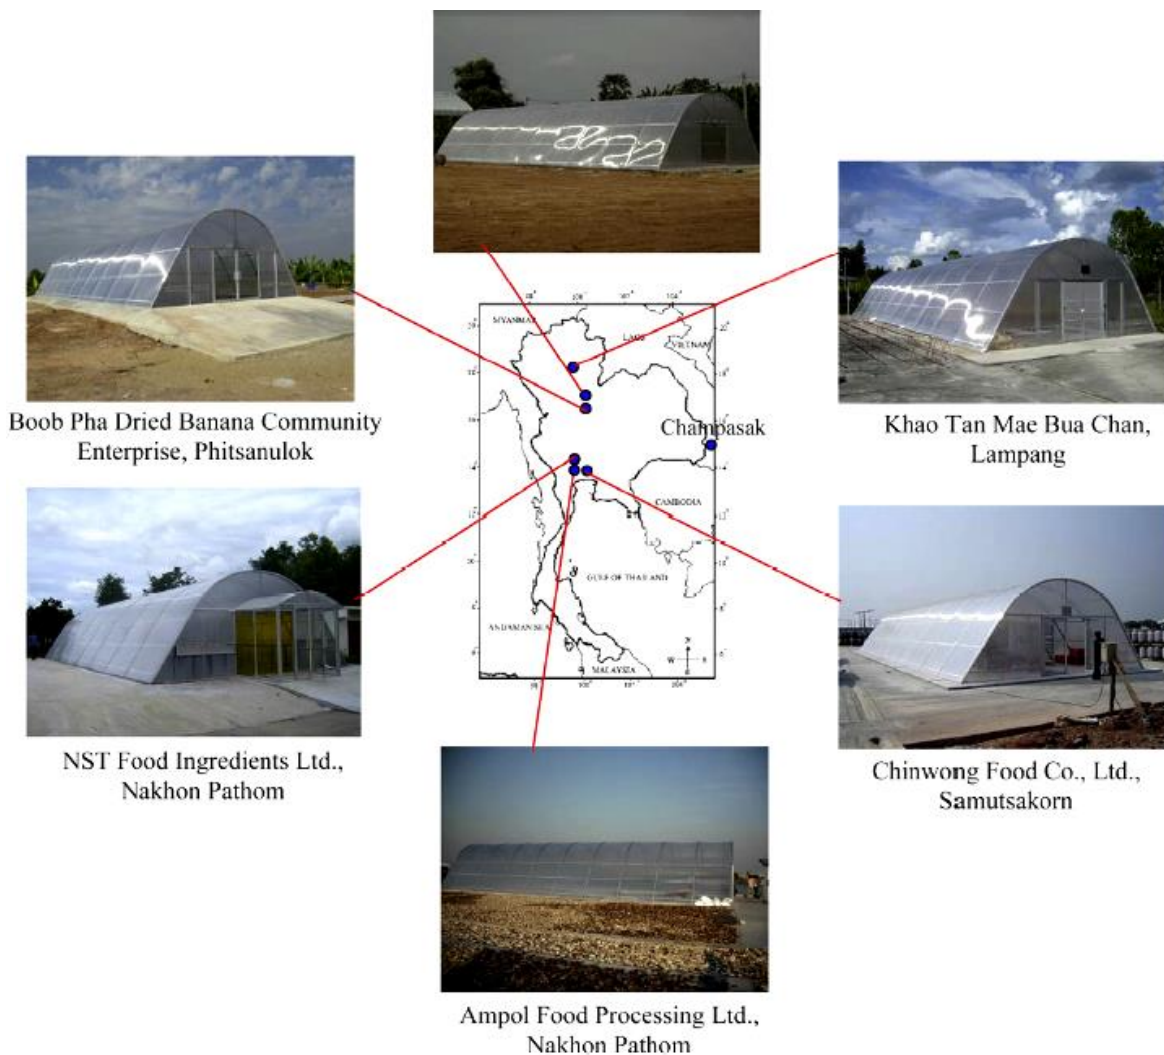 Boob Pha Dried Banana Community
Enterprise, Phitsanulok
Khao Tan Mae Bua Chan,
Lampang
MYANMAR
LAOS
VIETNAM
Champasak
CAMBODIA
GULF OF THAILAND
ANDAMAN SEA
MALAYSIA
NST Food Ingredients Ltd.,
Nakhon Pathom
Chinwong Food Co., Ltd.,
Samutsakorn
Ampol Food Processing Ltd.,
Nakhon Pathom